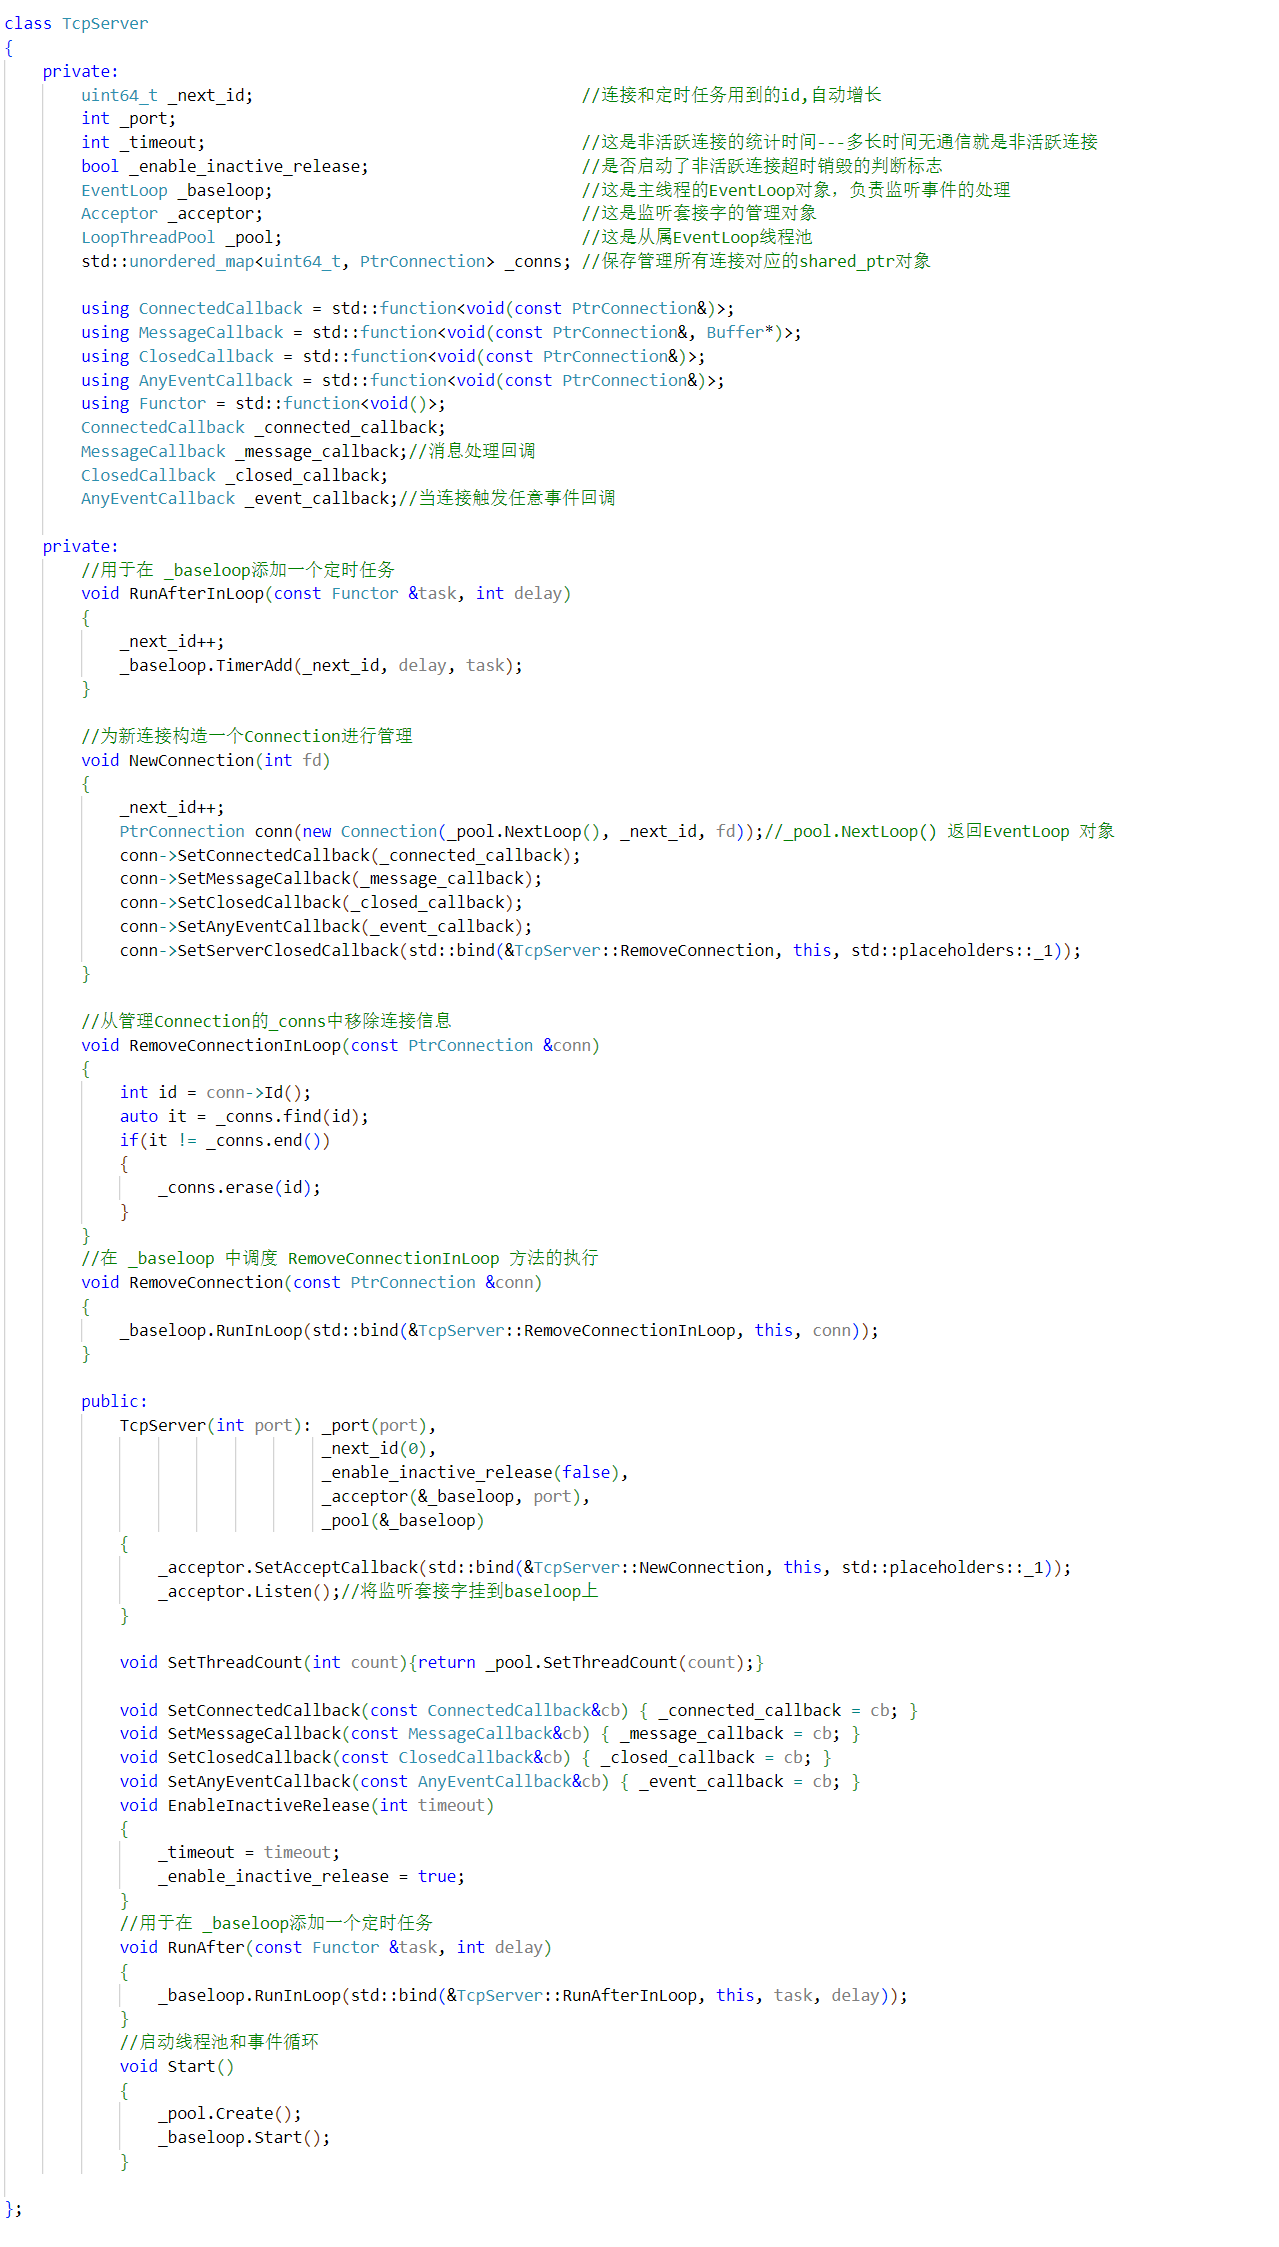 class TcpServer
{
    private:
        uint64_t _next_id;                                  //连接和定时任务用到的id,自动增长
        int _port;
        int _timeout;                                       //这是非活跃连接的统计时间---多长时间无通信就是非活跃连接
        bool _enable_inactive_release;                      //是否启动了非活跃连接超时销毁的判断标志
        EventLoop _baseloop;                                //这是主线程的EventLoop对象，负责监听事件的处理
        Acceptor _acceptor;                                 //这是监听套接字的管理对象
        LoopThreadPool _pool;                               //这是从属EventLoop线程池
        std::unordered_map<uint64_t, PtrConnection> _conns; //保存管理所有连接对应的shared_ptr对象

        using ConnectedCallback = std::function<void(const PtrConnection&)>;
        using MessageCallback = std::function<void(const PtrConnection&, Buffer*)>;
        using ClosedCallback = std::function<void(const PtrConnection&)>;
        using AnyEventCallback = std::function<void(const PtrConnection&)>;
        using Functor = std::function<void()>;
        ConnectedCallback _connected_callback;
        MessageCallback _message_callback;//消息处理回调
        ClosedCallback _closed_callback;
        AnyEventCallback _event_callback;//当连接触发任意事件回调

    private:
        //用于在 _baseloop添加一个定时任务
        void RunAfterInLoop(const Functor &task, int delay)
        {
            _next_id++;
            _baseloop.TimerAdd(_next_id, delay, task);
        }

        //为新连接构造一个Connection进行管理
        void NewConnection(int fd)
        {
            _next_id++;
            PtrConnection conn(new Connection(_pool.NextLoop(), _next_id, fd));//_pool.NextLoop() 返回EventLoop 对象
            conn->SetConnectedCallback(_connected_callback);
            conn->SetMessageCallback(_message_callback);
            conn->SetClosedCallback(_closed_callback);
            conn->SetAnyEventCallback(_event_callback);
            conn->SetServerClosedCallback(std::bind(&TcpServer::RemoveConnection, this, std::placeholders::_1));
        }

        //从管理Connection的_conns中移除连接信息
        void RemoveConnectionInLoop(const PtrConnection &conn)
        {
            int id = conn->Id();
            auto it = _conns.find(id);
            if(it != _conns.end())
            {
                _conns.erase(id);
            }
        }
        //在 _baseloop 中调度 RemoveConnectionInLoop 方法的执行
        void RemoveConnection(const PtrConnection &conn)
        {
            _baseloop.RunInLoop(std::bind(&TcpServer::RemoveConnectionInLoop, this, conn));
        }

        public:
            TcpServer(int port): _port(port),
                                 _next_id(0),
                                 _enable_inactive_release(false),
                                 _acceptor(&_baseloop, port),
                                 _pool(&_baseloop)
            {
                _acceptor.SetAcceptCallback(std::bind(&TcpServer::NewConnection, this, std::placeholders::_1));
                _acceptor.Listen();//将监听套接字挂到baseloop上
            }

            void SetThreadCount(int count){return _pool.SetThreadCount(count);}

            void SetConnectedCallback(const ConnectedCallback&cb) { _connected_callback = cb; }
            void SetMessageCallback(const MessageCallback&cb) { _message_callback = cb; }
            void SetClosedCallback(const ClosedCallback&cb) { _closed_callback = cb; }
            void SetAnyEventCallback(const AnyEventCallback&cb) { _event_callback = cb; }
            void EnableInactiveRelease(int timeout)
            {
                _timeout = timeout;
                _enable_inactive_release = true;
            }
            //用于在 _baseloop添加一个定时任务
            void RunAfter(const Functor &task, int delay)
            {
                _baseloop.RunInLoop(std::bind(&TcpServer::RunAfterInLoop, this, task, delay));
            }
            //启动线程池和事件循环
            void Start()
            {
                _pool.Create();
                _baseloop.Start();
            }

};